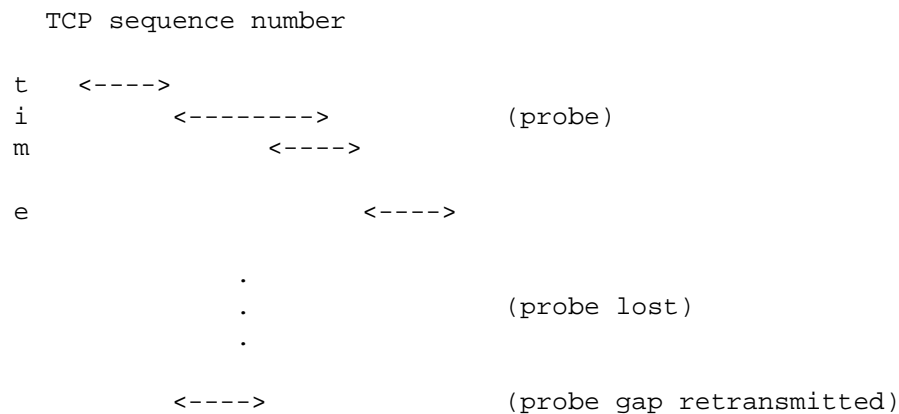 TCP sequence number
t   <---->
i         <-------->           (probe)
m               <---->
e                     <---->
.
.                 (probe lost)
.
<---->                (probe gap retransmitted)